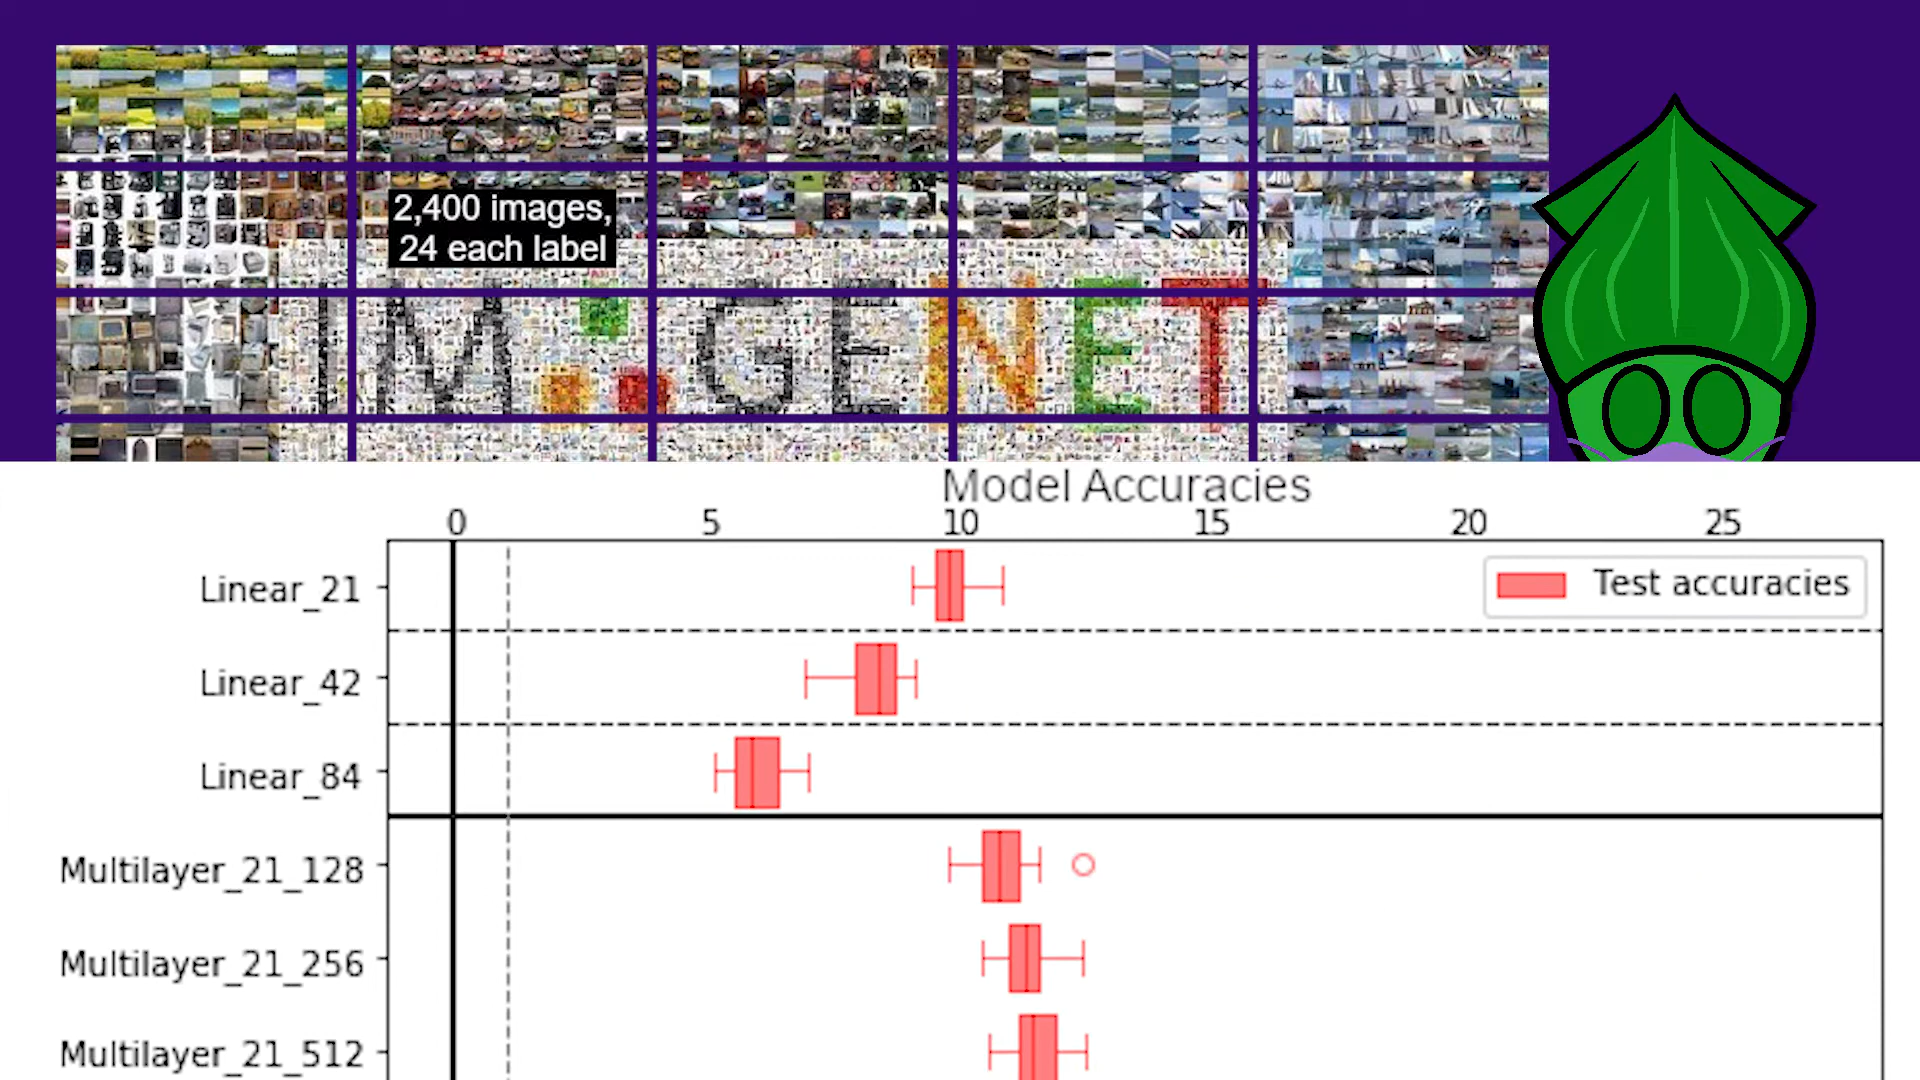 2,400 images,
24 each label
IMAGENET
Model Accuracies
0 5 10 15 20 25
Test accuracies
Linear_21
Linear_42
Linear_84
Multilayer_21_128
Multilayer_21_256
Multilayer_21_512